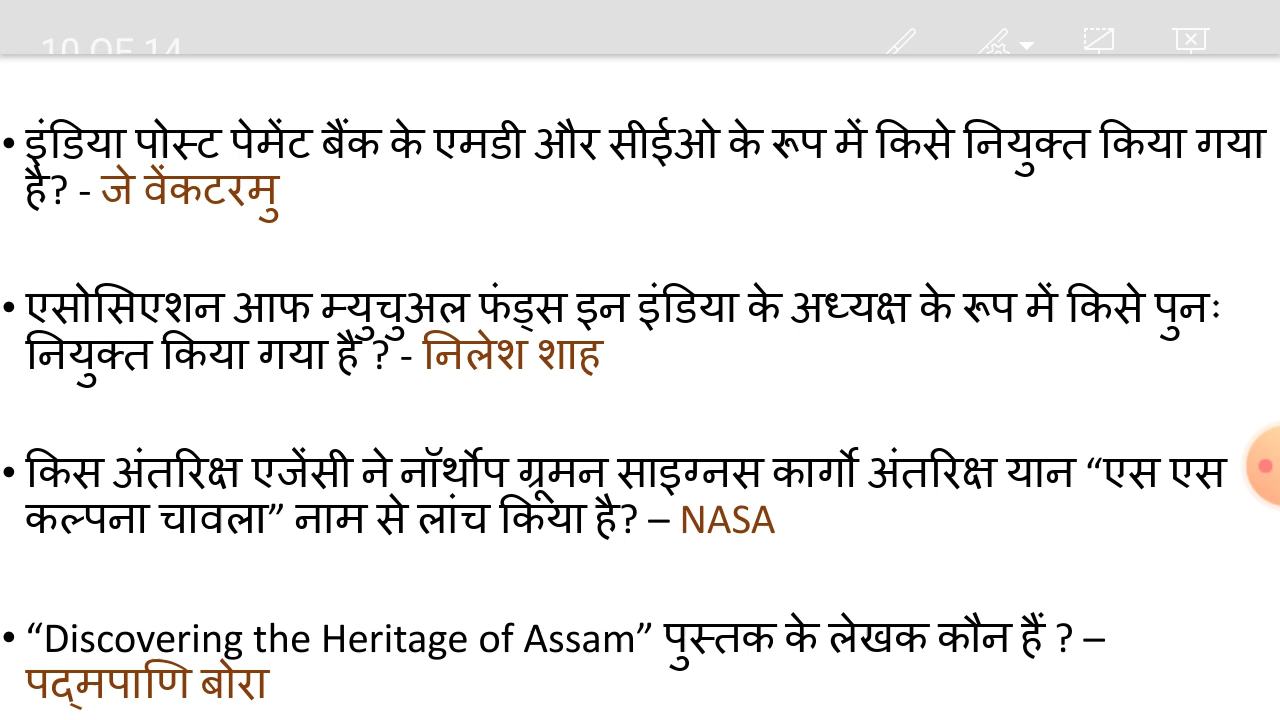 10 OF 14
• इंडिया पोस्ट पेमेंट बैंक के एमडी और सीईओ के रूप में किसे नियुक्त किया गया
है? - जे वेंकटरमु
• एसोसिएशन आफ म्युचुअल फंड्स इन इंडिया के अध्यक्ष के रूप में किसे पुनः
नियुक्त किया गया है ? - निलेश शाह
• किस अंतरिक्ष एजेंसी ने नॉर्थोप ग्रूमन साइग्नस कार्गो अंतरिक्ष यान “एस एस
कल्पना चावला” नाम से लांच किया है? – NASA
• “Discovering the Heritage of Assam” पुस्तक के लेखक कौन हैं ? –
पद्मपाणि बोरा